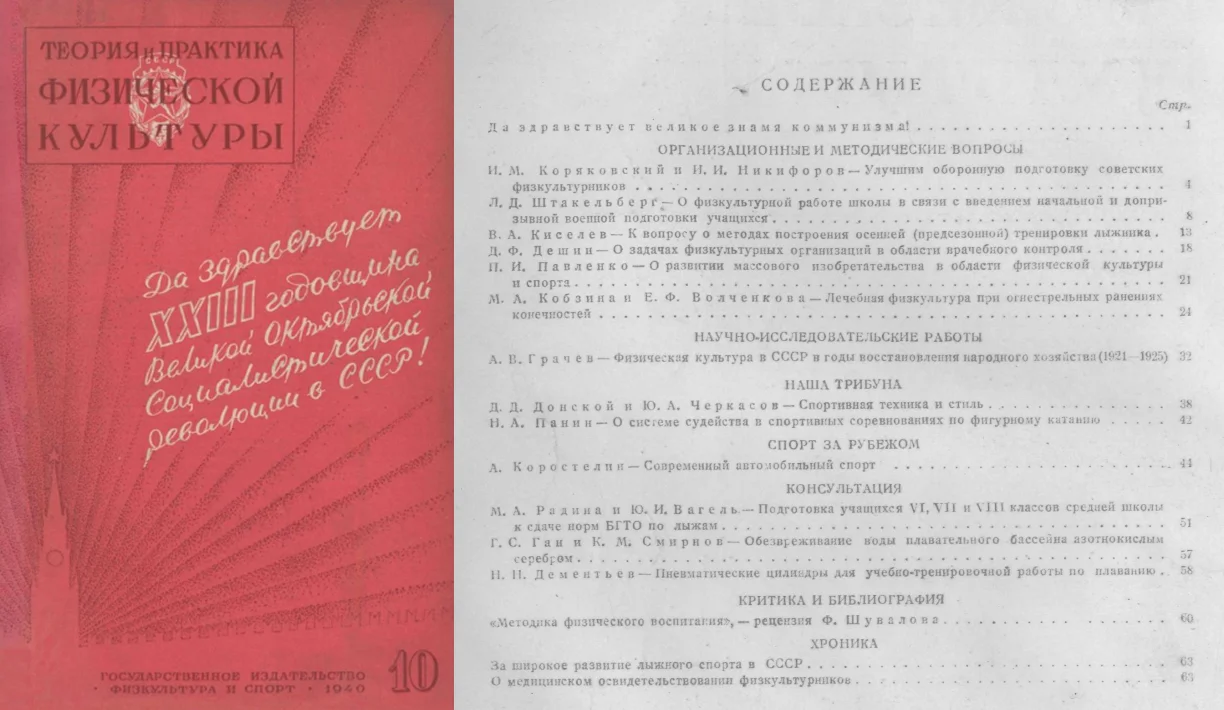 ТЕОРИЯ и ПРАКТИКА
ФИЗИЧЕСКОЙ
КУЛЬТУРЫ
СССР
Да здравствует
XXIII годовщина
Великой Октябрьской
Социалистической
революции в СССР!
10
ГОСУДАРСТВЕННОЕ ИЗДАТЕЛЬСТВО
• ФИЗКУЛЬТУРА И СПОРТ • 1940
СОДЕРЖАНИЕ
Стр.
Да здравствует великое знамя коммунизма! . . . 1
ОРГАНИЗАЦИОННЫЕ И МЕТОДИЧЕСКИЕ ВОПРОСЫ
И. М. Коряковский и И. И. Никифоров — Улучшим оборонную подготовку советских
физкультурников . . . 4
Л. Д. Штакельберг — О физкультурной работе школы в связи с введением начальной и допри-
зывной военной подготовки учащихся . . . 8
В. А. Киселев — К вопросу о методах построения осенней (предсезонной) тренировки лыжника . 13
Д. Ф. Дешин — О задачах физкультурных организаций в области врачебного контроля . . . 18
П. И. Павленко — О развитии массового изобретательства в области физической культуры
и спорта . . . 21
М. А. Кобзина и Е. Ф. Волченкова — Лечебная физкультура при огнестрельных ранениях
конечностей . . . 24
НАУЧНО-ИССЛЕДОВАТЕЛЬСКИЕ РАБОТЫ
А. В. Грачев — Физическая культура в СССР в годы восстановления народного хозяйства (1921—1925) 32
НАША ТРИБУНА
Д. Д. Донской и Ю. А. Черкасов — Спортивная техника и стиль . . . 38
Н. А. Панин — О системе судейства в спортивных соревнованиях по фигурному катанию . . . 42
СПОРТ ЗА РУБЕЖОМ
А. Коростелин — Современный автомобильный спорт . . . 44
КОНСУЛЬТАЦИЯ
М. А. Радина и Ю. И. Вагель — Подготовка учащихся VI, VII и VIII классов средней школы
к сдаче норм БГТО по лыжам . . . 51
Г. С. Ган и К. М. Смирнов — Обезвреживание воды плавательного бассейна азотнокислым
серебром . . . 57
Н. Н. Дементьев — Пневматические цилиндры для учебно-тренировочной работы по плаванию . 58
КРИТИКА И БИБЛИОГРАФИЯ
«Методика физического воспитания», — рецензия Ф. Шувалова . . . 60
ХРОНИКА
За широкое развитие лыжного спорта в СССР . . . 63
О медицинском освидетельствовании физкультурников . . . 63